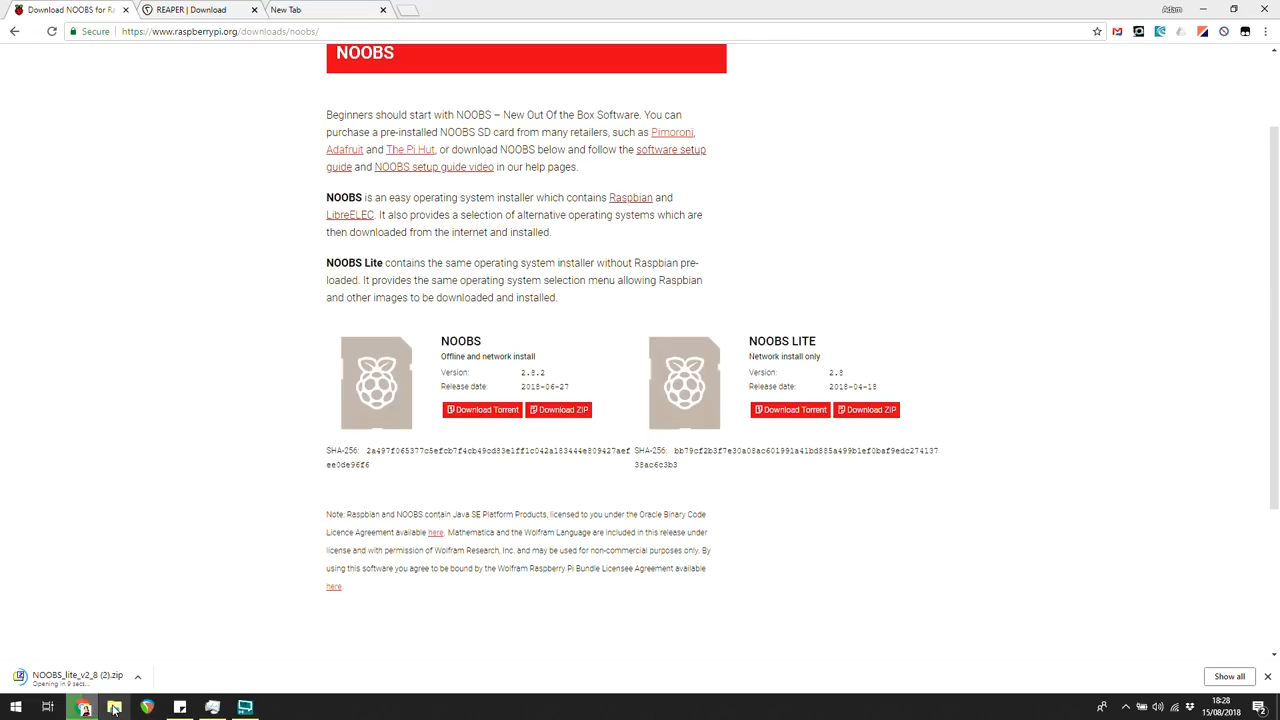 Download NOOBS for Ra
REAPER | Download
New Tab
Adam
Secure
https://www.raspberrypi.org/downloads/noobs/
NOOBS
Beginners should start with NOOBS – New Out Of the Box Software. You can
purchase a pre-installed NOOBS SD card from many retailers, such as Pimoroni,
Adafruit and The Pi Hut, or download NOOBS below and follow the software setup
guide and NOOBS setup guide video in our help pages.
NOOBS is an easy operating system installer which contains Raspbian and
LibreELEC. It also provides a selection of alternative operating systems which are
then downloaded from the internet and installed.
NOOBS Lite contains the same operating system installer without Raspbian pre-
loaded. It provides the same operating system selection menu allowing Raspbian
and other images to be downloaded and installed.
NOOBS
Offline and network install
Version: 2.8.2
Release date: 2018-06-27
Download Torrent Download ZIP
NOOBS LITE
Network install only
Version: 2.8
Release date: 2018-04-18
Download Torrent Download ZIP
SHA-256:
SHA-256:
Note: Raspbian and NOOBS contain Java SE Platform Products, licensed to you under the Oracle Binary Code
Licence Agreement available here. Mathematica and the Wolfram Language are included in this release under
license and with permission of Wolfram Research, Inc. and may be used for non-commercial purposes only. By
using this software you agree to be bound by the Wolfram Raspberry Pi Bundle Licensee Agreement available
here.
NOOBS_lite_v2_8 (2).zip
Opening in 9 secs...
Show all
18:28
15/08/2018
2